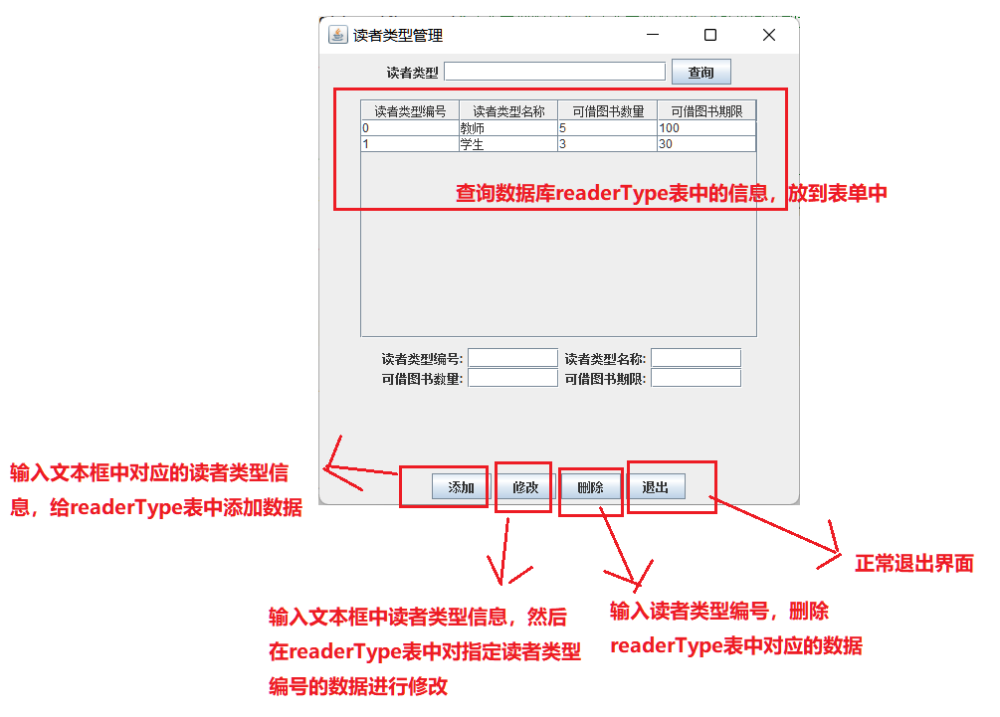 读者类型管理
读者类型 查询
读者类型编号 读者类型名称 可借图书数量 可借图书期限
0 教师 5 100
1 学生 3 30
查询数据库readerType表中的信息，放到表单中
读者类型编号: 读者类型名称:
可借图书数量: 可借图书期限:
添加 修改 删除 退出
输入文本框中对应的读者类型信
息，给readerType表中添加数据
输入文本框中读者类型信息，然后
在readerType表中对指定读者类型
编号的数据进行修改
输入读者类型编号，删除
readerType表中对应的数据
正常退出界面